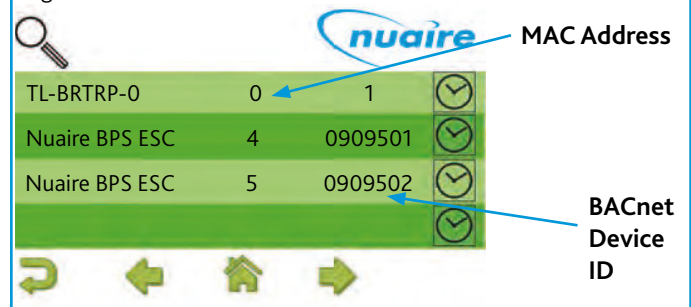 nuaire
MAC Address
TL-BRTRP-0 0 1
Nuaire BPS ESC 4 0909501
Nuaire BPS ESC 5 0909502
BACnet
Device
ID